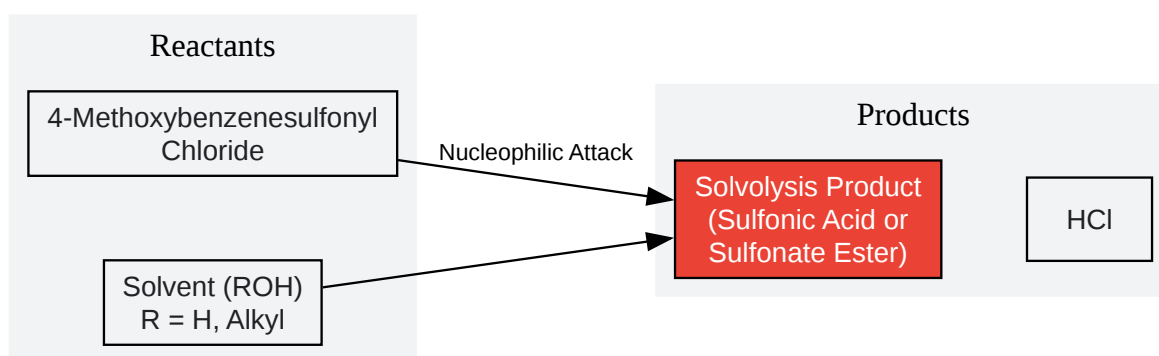 Reactants
4-Methoxybenzenesulfonyl
Chloride
Nucleophilic Attack
Solvent (ROH)
R = H, Alkyl
Products
Solvolysis Product
(Sulfonic Acid or
Sulfonate Ester)
HCl